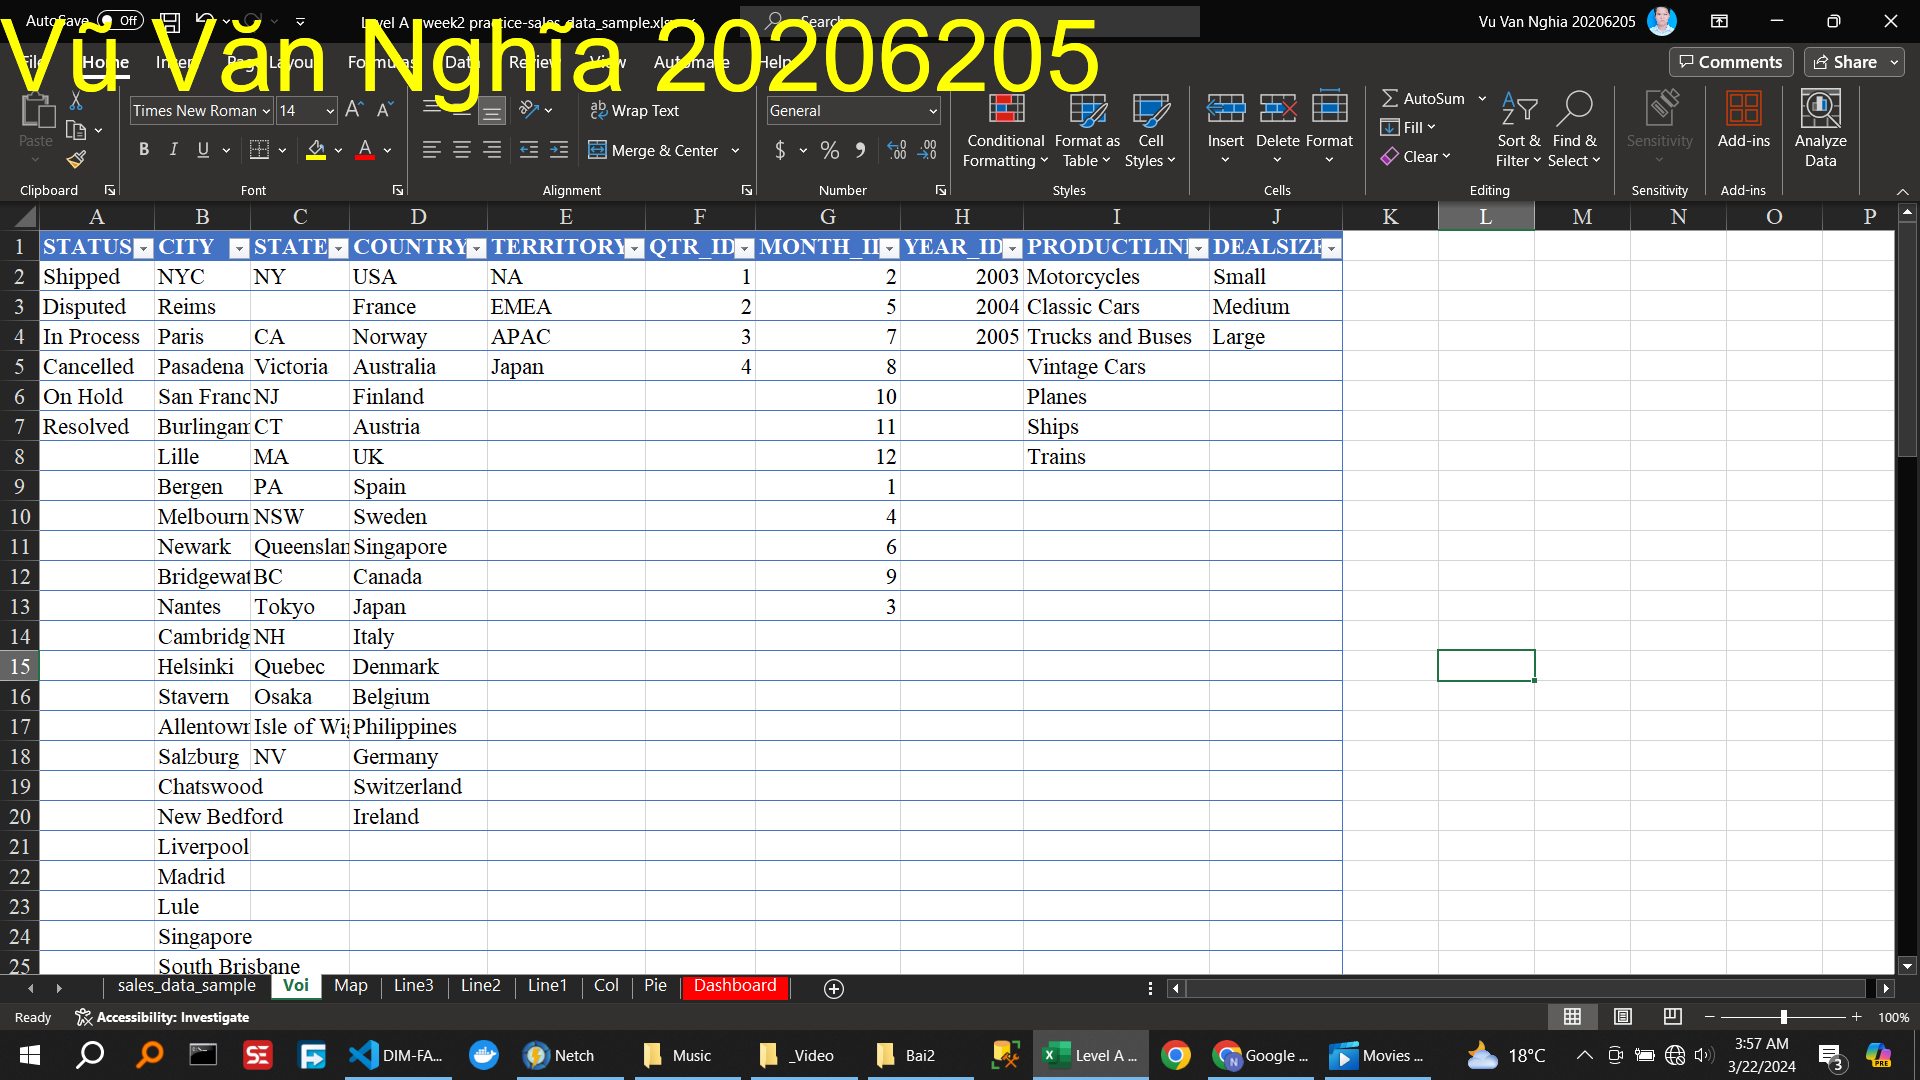 AutoSave Off Level A - week2 practice-sales_data_sample.xlsx Search Vu Van Nghia 20206205
Vũ Văn Nghĩa 20206205
File Home Insert Page Layout Formulas Data Review View Automate Help Comments Share
Paste Times New Roman 14 Wrap Text General Conditional Formatting Format as Table Cell Styles Insert Delete Format AutoSum Fill Clear Sort & Filter Find & Select Sensitivity Add-ins Analyze Data
B I U Merge & Center $ %
Clipboard Font Alignment Number Styles Cells Editing Sensitivity Add-ins
A B C D E F G H I J K L M N O P
1 STATUS CITY STATE COUNTRY TERRITORY QTR_ID MONTH_I YEAR_ID PRODUCTLIN DEALSIZE
2 Shipped NYC NY USA NA 1 2 2003 Motorcycles Small
3 Disputed Reims France EMEA 2 5 2004 Classic Cars Medium
4 In Process Paris CA Norway APAC 3 7 2005 Trucks and Buses Large
5 Cancelled Pasadena Victoria Australia Japan 4 8 Vintage Cars
6 On Hold San Franc NJ Finland 10 Planes
7 Resolved Burlingam CT Austria 11 Ships
8 Lille MA UK 12 Trains
9 Bergen PA Spain 1
10 Melbourn NSW Sweden 4
11 Newark Queenslan Singapore 6
12 Bridgewat BC Canada 9
13 Nantes Tokyo Japan 3
14 Cambridg NH Italy
15 Helsinki Quebec Denmark
16 Stavern Osaka Belgium
17 Allentown Isle of Wig Philippines
18 Salzburg NV Germany
19 Chatswood Switzerland
20 New Bedford Ireland
21 Liverpool
22 Madrid
23 Lule
24 Singapore
25 South Brisbane
sales_data_sample Voi Map Line3 Line2 Line1 Col Pie Dashboard
Ready Accessibility: Investigate 100%
DIM-FA... Netch Music _Video Bai2 Level A ... Google ... Movies ... 18°C 3:57 AM
3/22/2024 3